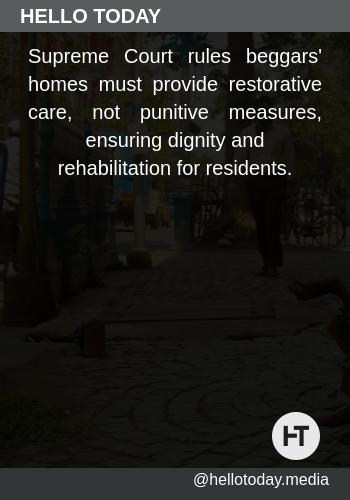 HELLO TODAY
Supreme Court rules beggars'
homes must provide restorative
care, not punitive measures,
ensuring dignity and
rehabilitation for residents.
HT
@hellotoday.media